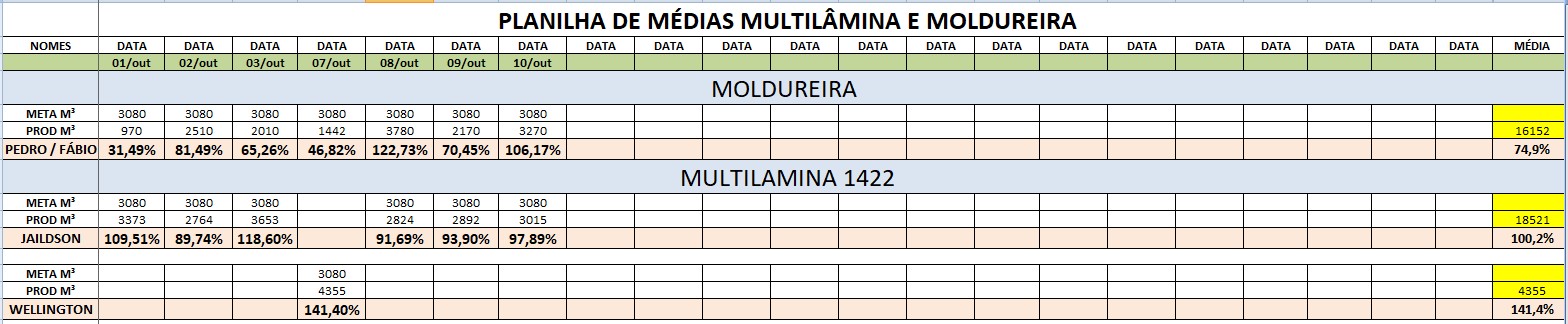 PLANILHA DE MÉDIAS MULTILÂMINA E MOLDUREIRA
NOMES DATA DATA DATA DATA DATA DATA DATA DATA DATA DATA DATA DATA DATA DATA DATA DATA DATA DATA DATA DATA DATA MÉDIA
01/out 02/out 03/out 07/out 08/out 09/out 10/out
MOLDUREIRA
META M³ 3080 3080 3080 3080 3080 3080 3080
PROD M³ 970 2510 2010 1442 3780 2170 3270 16152
PEDRO / FÁBIO 31,49% 81,49% 65,26% 46,82% 122,73% 70,45% 106,17% 74,9%
MULTILAMINA 1422
META M³ 3080 3080 3080 3080 3080 3080
PROD M³ 3373 2764 3653 2824 2892 3015 18521
JAILDSON 109,51% 89,74% 118,60% 91,69% 93,90% 97,89% 100,2%
META M³ 3080
PROD M³ 4355 4355
WELLINGTON 141,40% 141,4%